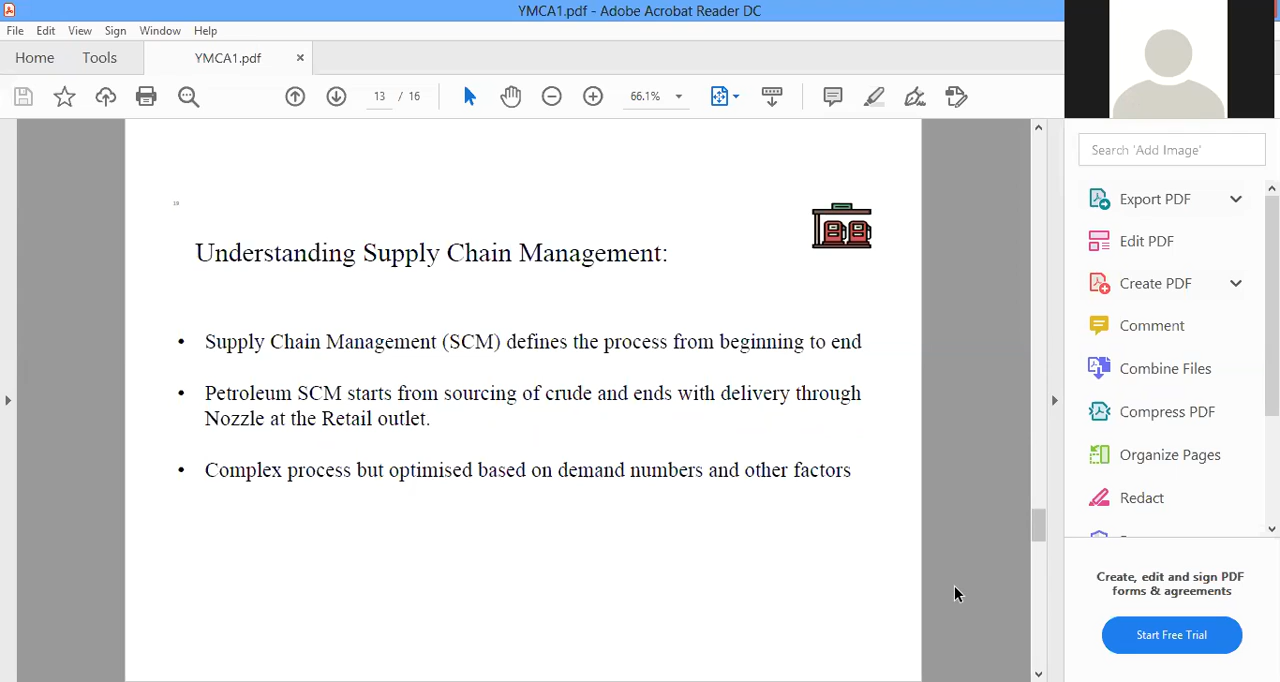 YMCA1.pdf - Adobe Acrobat Reader DC
File Edit View Sign Window Help
Home Tools YMCA1.pdf ×
13 / 16 66.1%
Search 'Add Image'
Export PDF
Edit PDF
Create PDF
Comment
Combine Files
Compress PDF
Organize Pages
Redact
Understanding Supply Chain Management:
• Supply Chain Management (SCM) defines the process from beginning to end
• Petroleum SCM starts from sourcing of crude and ends with delivery through
Nozzle at the Retail outlet.
• Complex process but optimised based on demand numbers and other factors
Create, edit and sign PDF
forms & agreements
Start Free Trial